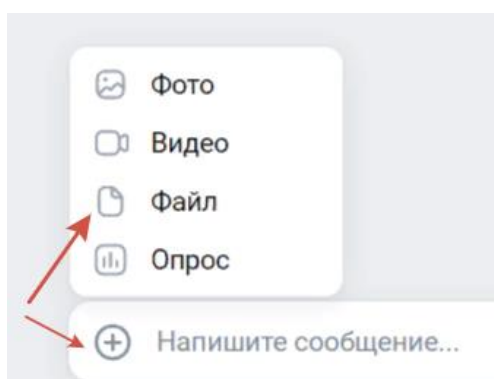 Фото
Видео
Файл
Опрос
Напишите сообщение...